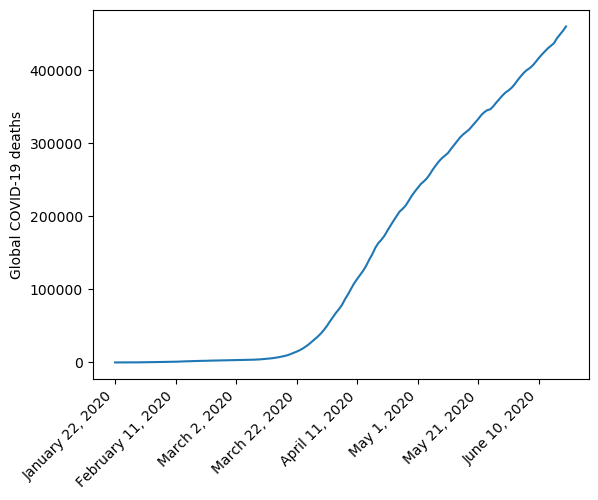 Global COVID-19 deaths
400000
300000
200000
100000
0
January 22, 2020
February 11, 2020
March 2, 2020
March 22, 2020
April 11, 2020
May 1, 2020
May 21, 2020
June 10, 2020